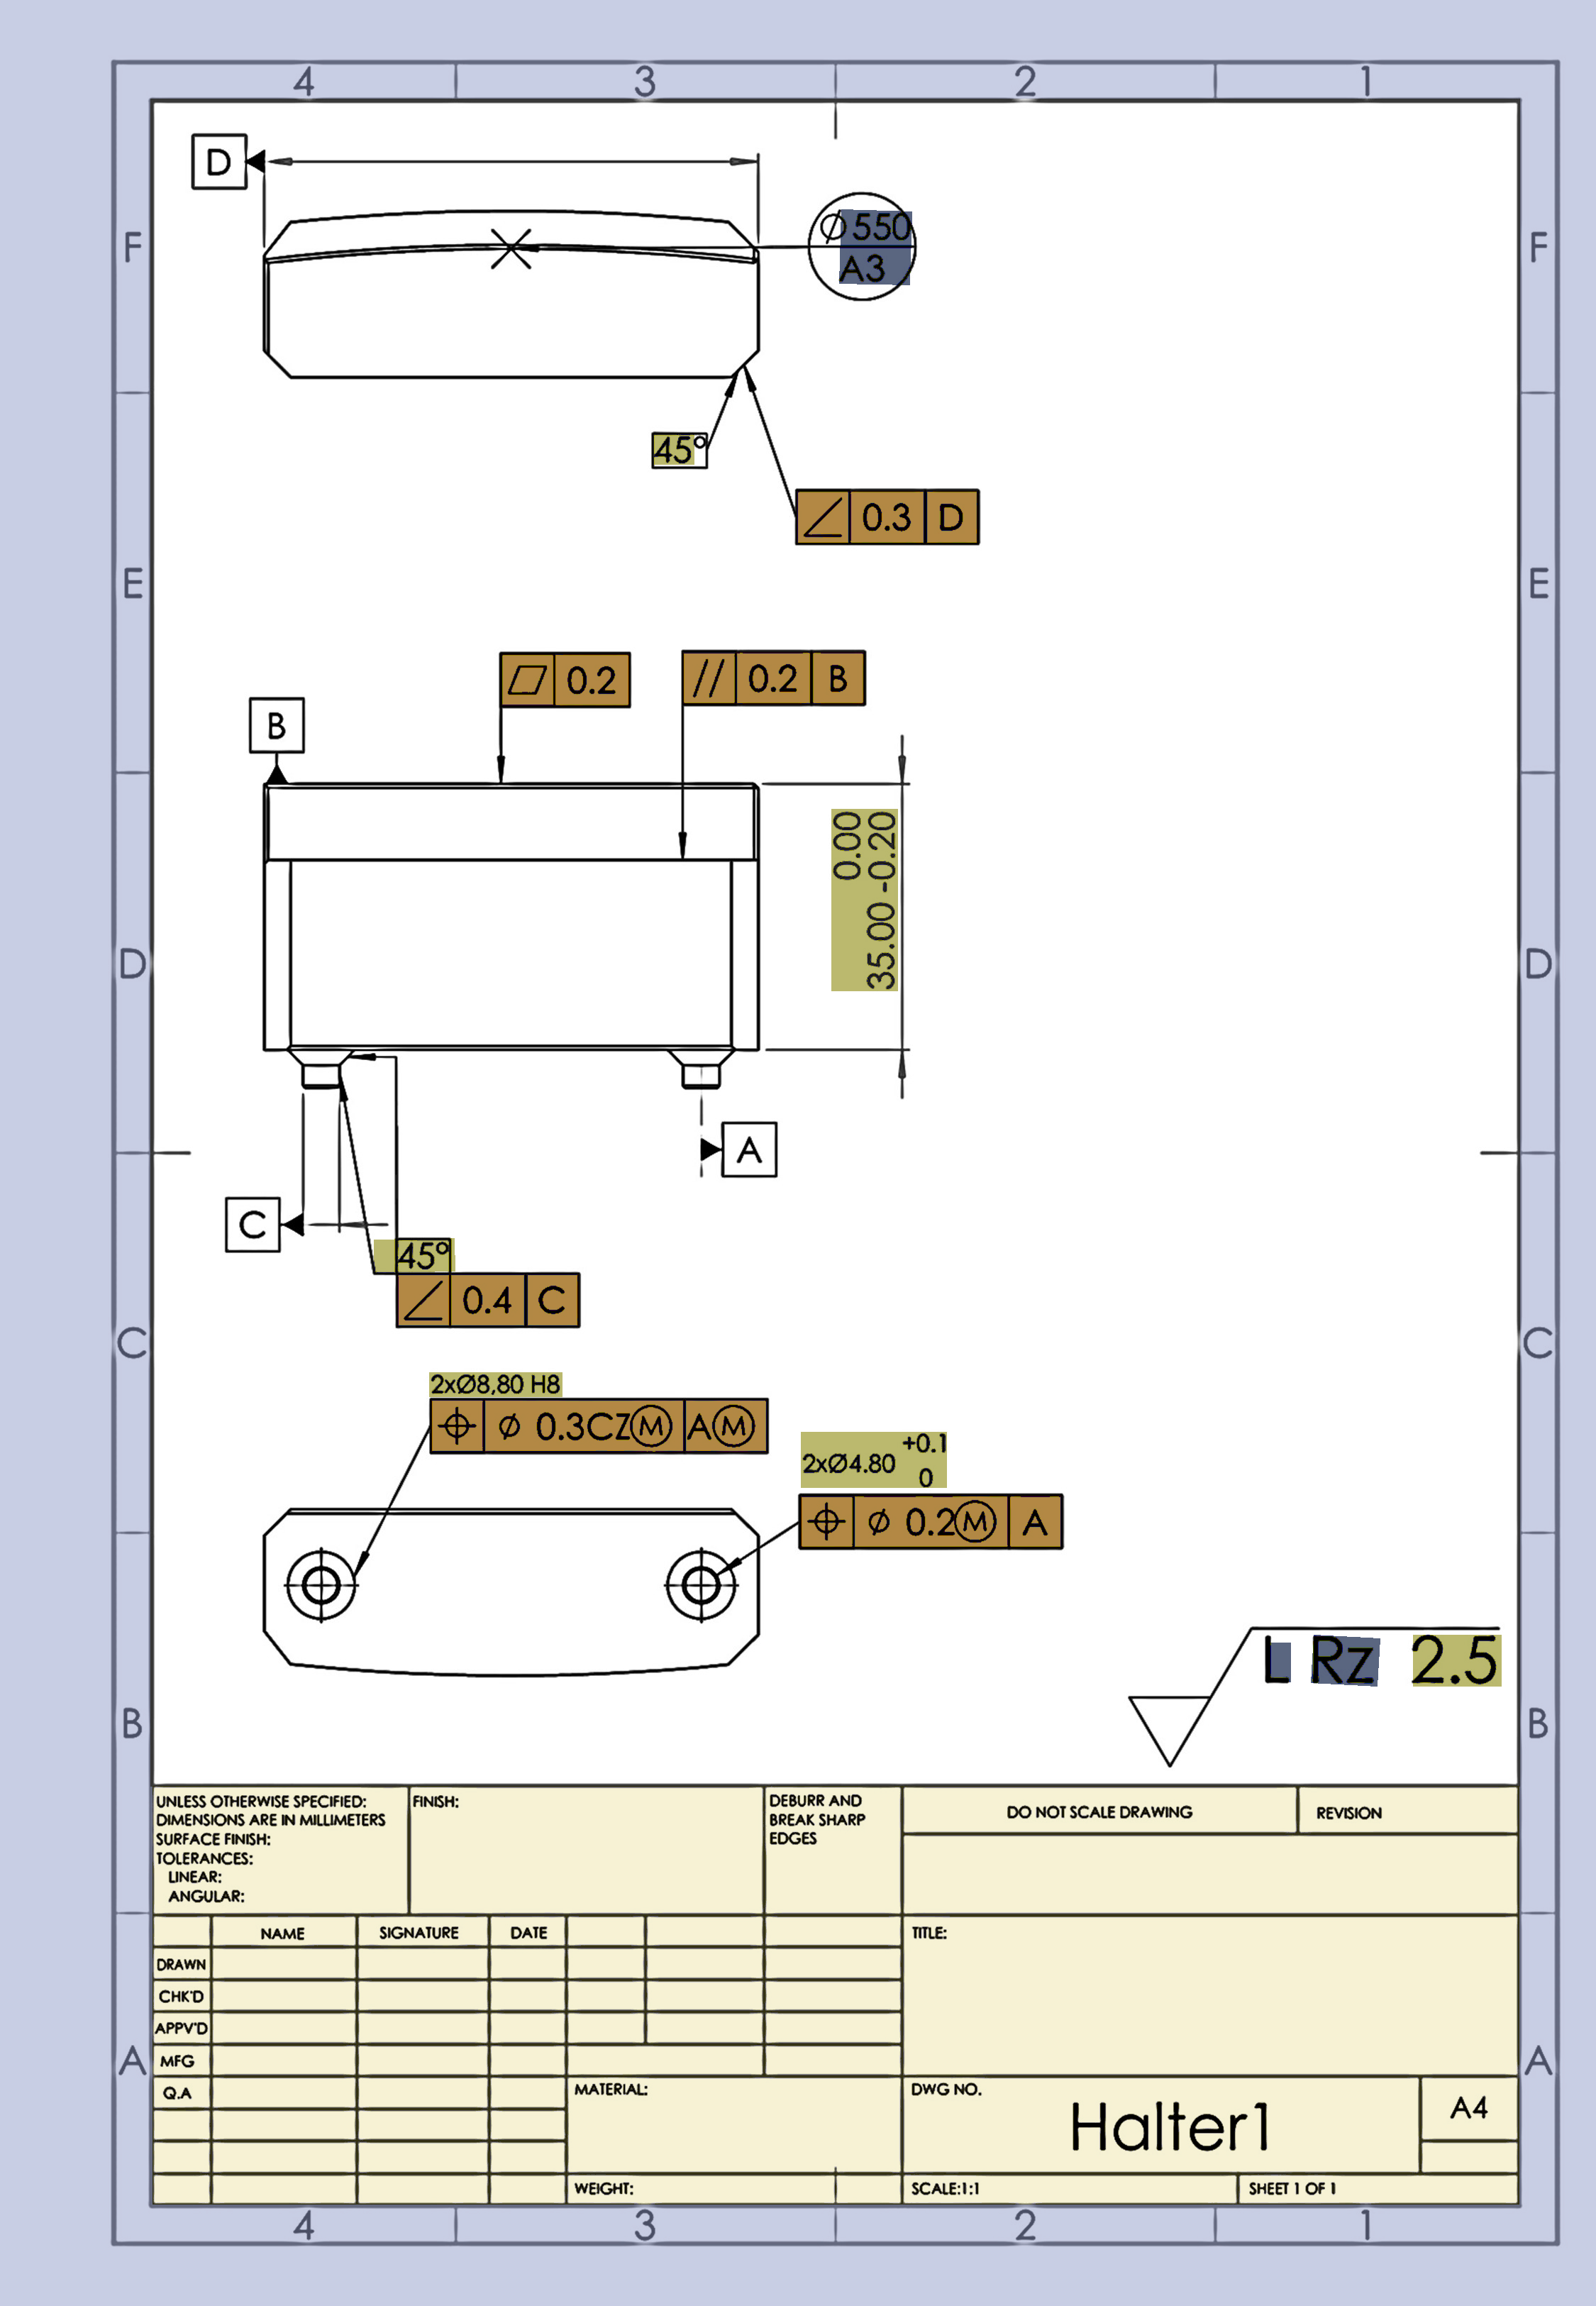 4 3 2 1
D
F F
⌀550
A3
45°
∠ 0.3 D
E E
⏥ 0.2
// 0.2 B
B
0.00
35.00 -0.20
D D
A
C
45°
∠ 0.4 C
C C
2xØ8,80 H8
⌖ ⌀ 0.3CZⓂ AⓂ
+0.1
2xØ4.80 0
⌖ ⌀ 0.2Ⓜ A
L Rz 2.5
B B
UNLESS OTHERWISE SPECIFIED:
DIMENSIONS ARE IN MILLIMETERS
SURFACE FINISH:
TOLERANCES:
LINEAR:
ANGULAR:
FINISH:
DEBURR AND
BREAK SHARP
EDGES
DO NOT SCALE DRAWING
REVISION
NAME SIGNATURE DATE
DRAWN
CHK'D
APPV'D
MFG
Q.A
A A
TITLE:
MATERIAL:
DWG NO.
Halter1
A4
WEIGHT:
SCALE:1:1
SHEET 1 OF 1
4 3 2 1